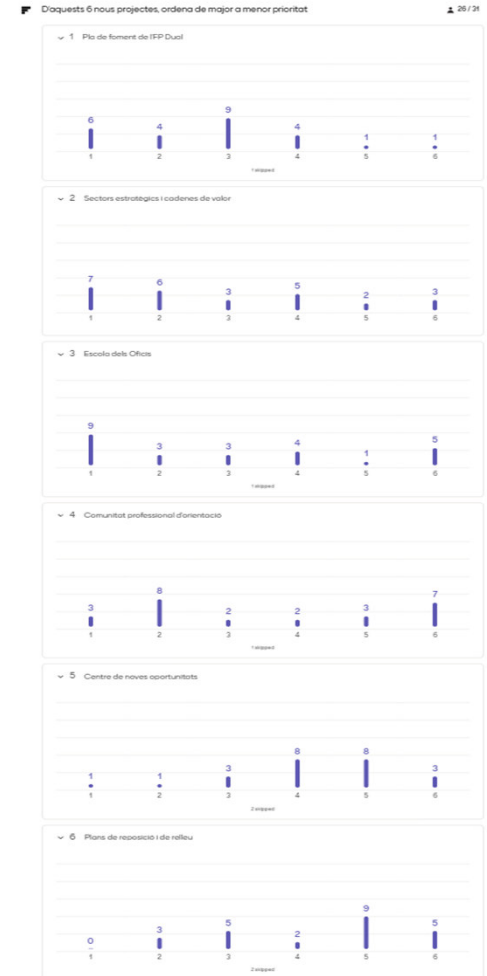 D'aquests 6 nous projectes, ordena de major a menor prioritat
26 / 31
1 Pla de foment de l'FP Dual
6 4 9 4 1 1
1 2 3 4 5 6
1 skipped
2 Sectors estratègics i cadenes de valor
7 6 3 5 2 3
1 2 3 4 5 6
3 Escola dels Oficis
9 3 3 4 1 5
1 2 3 4 5 6
1 skipped
4 Comunitat professional d'orientació
3 8 2 2 3 7
1 2 3 4 5 6
1 skipped
5 Centre de noves oportunitats
1 1 3 8 8 3
1 2 3 4 5 6
2 skipped
6 Plans de reposició i de relleu
0 3 5 2 9 5
1 2 3 4 5 6
2 skipped